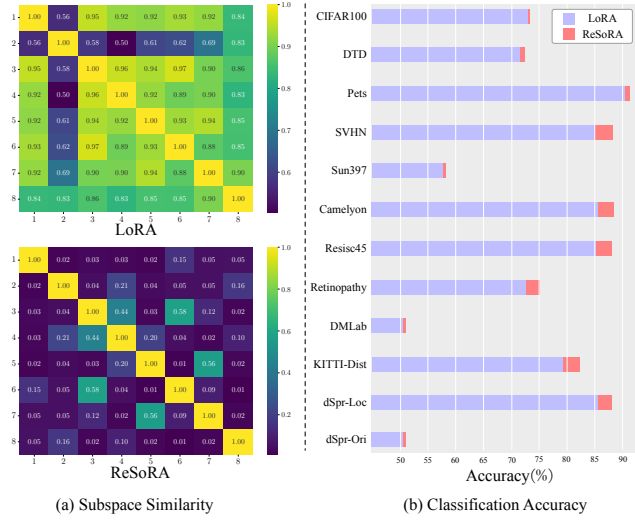 1 1.00 0.56 0.95 0.92 0.92 0.93 0.92 0.84
2 0.56 1.00 0.58 0.50 0.61 0.62 0.69 0.83
3 0.95 0.58 1.00 0.96 0.94 0.97 0.90 0.86
4 0.92 0.50 0.96 1.00 0.92 0.89 0.90 0.83
5 0.92 0.61 0.94 0.92 1.00 0.93 0.94 0.85
6 0.93 0.62 0.97 0.89 0.93 1.00 0.88 0.85
7 0.92 0.69 0.90 0.90 0.94 0.88 1.00 0.90
8 0.84 0.83 0.86 0.83 0.85 0.85 0.90 1.00
1 2 3 4 5 6 7 8
1.0
0.9
0.8
0.7
0.6
LoRA
1 1.00 0.02 0.03 0.03 0.02 0.15 0.05 0.05
2 0.02 1.00 0.04 0.21 0.04 0.05 0.05 0.16
3 0.03 0.04 1.00 0.44 0.03 0.58 0.12 0.02
4 0.03 0.21 0.44 1.00 0.20 0.04 0.02 0.10
5 0.02 0.04 0.03 0.20 1.00 0.01 0.56 0.02
6 0.15 0.05 0.58 0.04 0.01 1.00 0.09 0.01
7 0.05 0.05 0.12 0.02 0.56 0.09 1.00 0.02
8 0.05 0.16 0.02 0.10 0.02 0.01 0.02 1.00
1 2 3 4 5 6 7 8
1.0
0.8
0.6
0.4
0.2
ReSoRA
(a) Subspace Similarity
LoRA
ReSoRA
CIFAR100
DTD
Pets
SVHN
Sun397
Camelyon
Resisc45
Retinopathy
DMLab
KITTI-Dist
dSpr-Loc
dSpr-Ori
50 55 60 65 70 75 80 85 90
Accuracy(%)
(b) Classification Accuracy